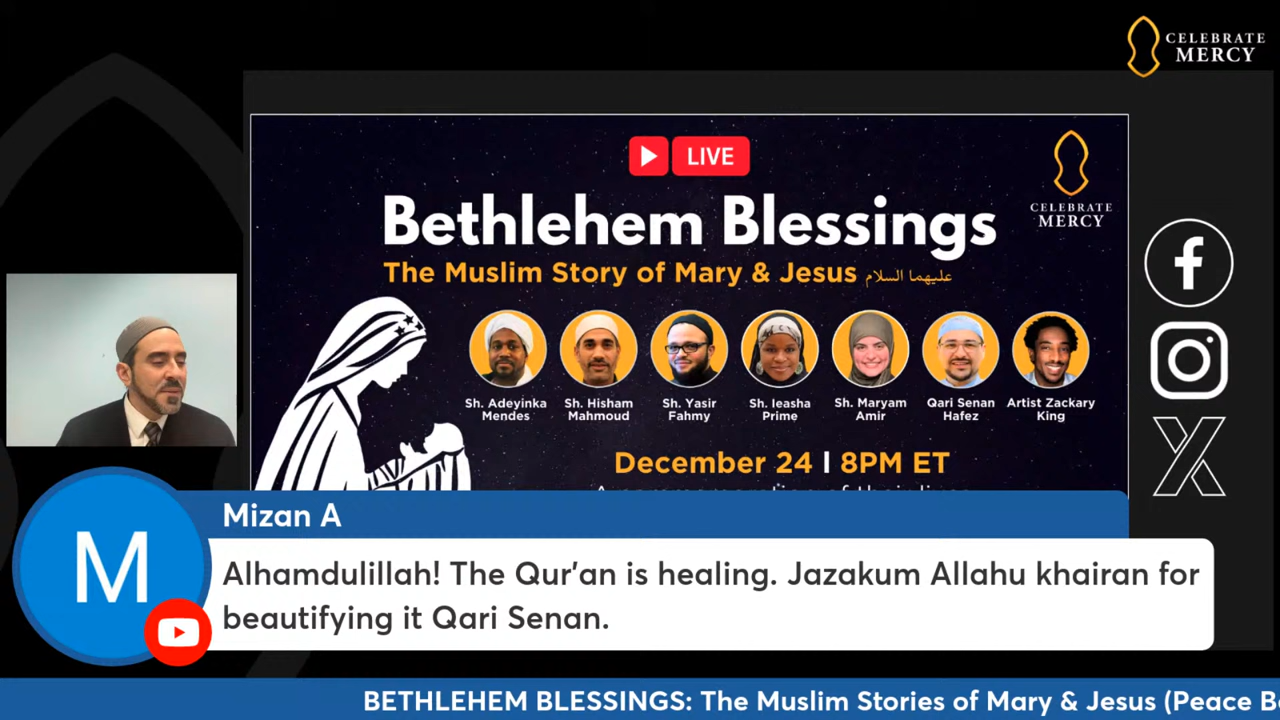 CELEBRATE
MERCY
LIVE
CELEBRATE
MERCY
Bethlehem Blessings
The Muslim Story of Mary & Jesus عليهما السلام
Sh. Adeyinka
Mendes
Sh. Hisham
Mahmoud
Sh. Yasir
Fahmy
Sh. Ieasha
Prime
Sh. Maryam
Amir
Qari Senan
Hafez
Artist Zackary
King
December 24 | 8PM ET
Mizan A
M
Alhamdulillah! The Qur'an is healing. Jazakum Allahu khairan for
beautifying it Qari Senan.
BETHLEHEM BLESSINGS: The Muslim Stories of Mary & Jesus (Peace B